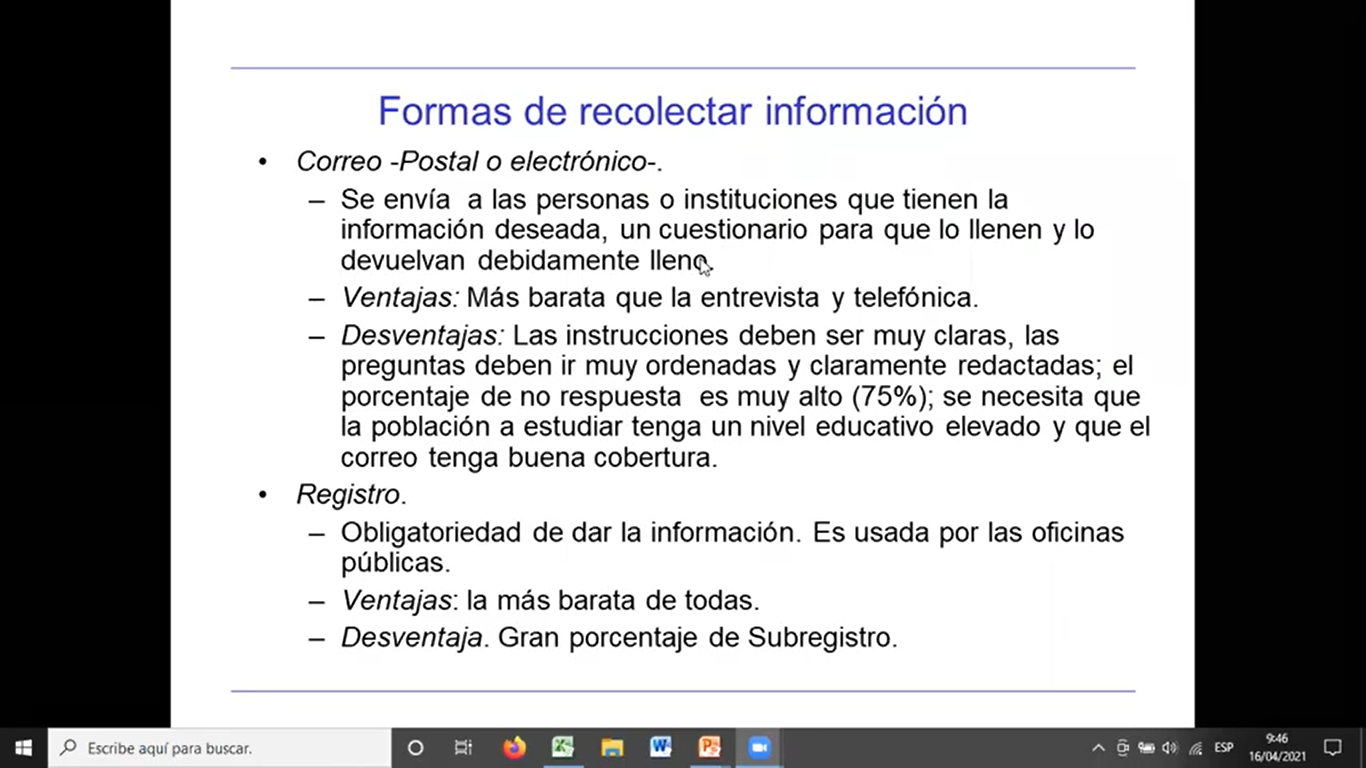 Formas de recolectar información
• Correo -Postal o electrónico-.
– Se envía a las personas o instituciones que tienen la
información deseada, un cuestionario para que lo llenen y lo
devuelvan debidamente lleno.
– Ventajas: Más barata que la entrevista y telefónica.
– Desventajas: Las instrucciones deben ser muy claras, las
preguntas deben ir muy ordenadas y claramente redactadas; el
porcentaje de no respuesta es muy alto (75%); se necesita que
la población a estudiar tenga un nivel educativo elevado y que el
correo tenga buena cobertura.
• Registro.
– Obligatoriedad de dar la información. Es usada por las oficinas
públicas.
– Ventajas: la más barata de todas.
– Desventaja. Gran porcentaje de Subregistro.
Escribe aquí para buscar.
ESP
9:46
16/04/2021